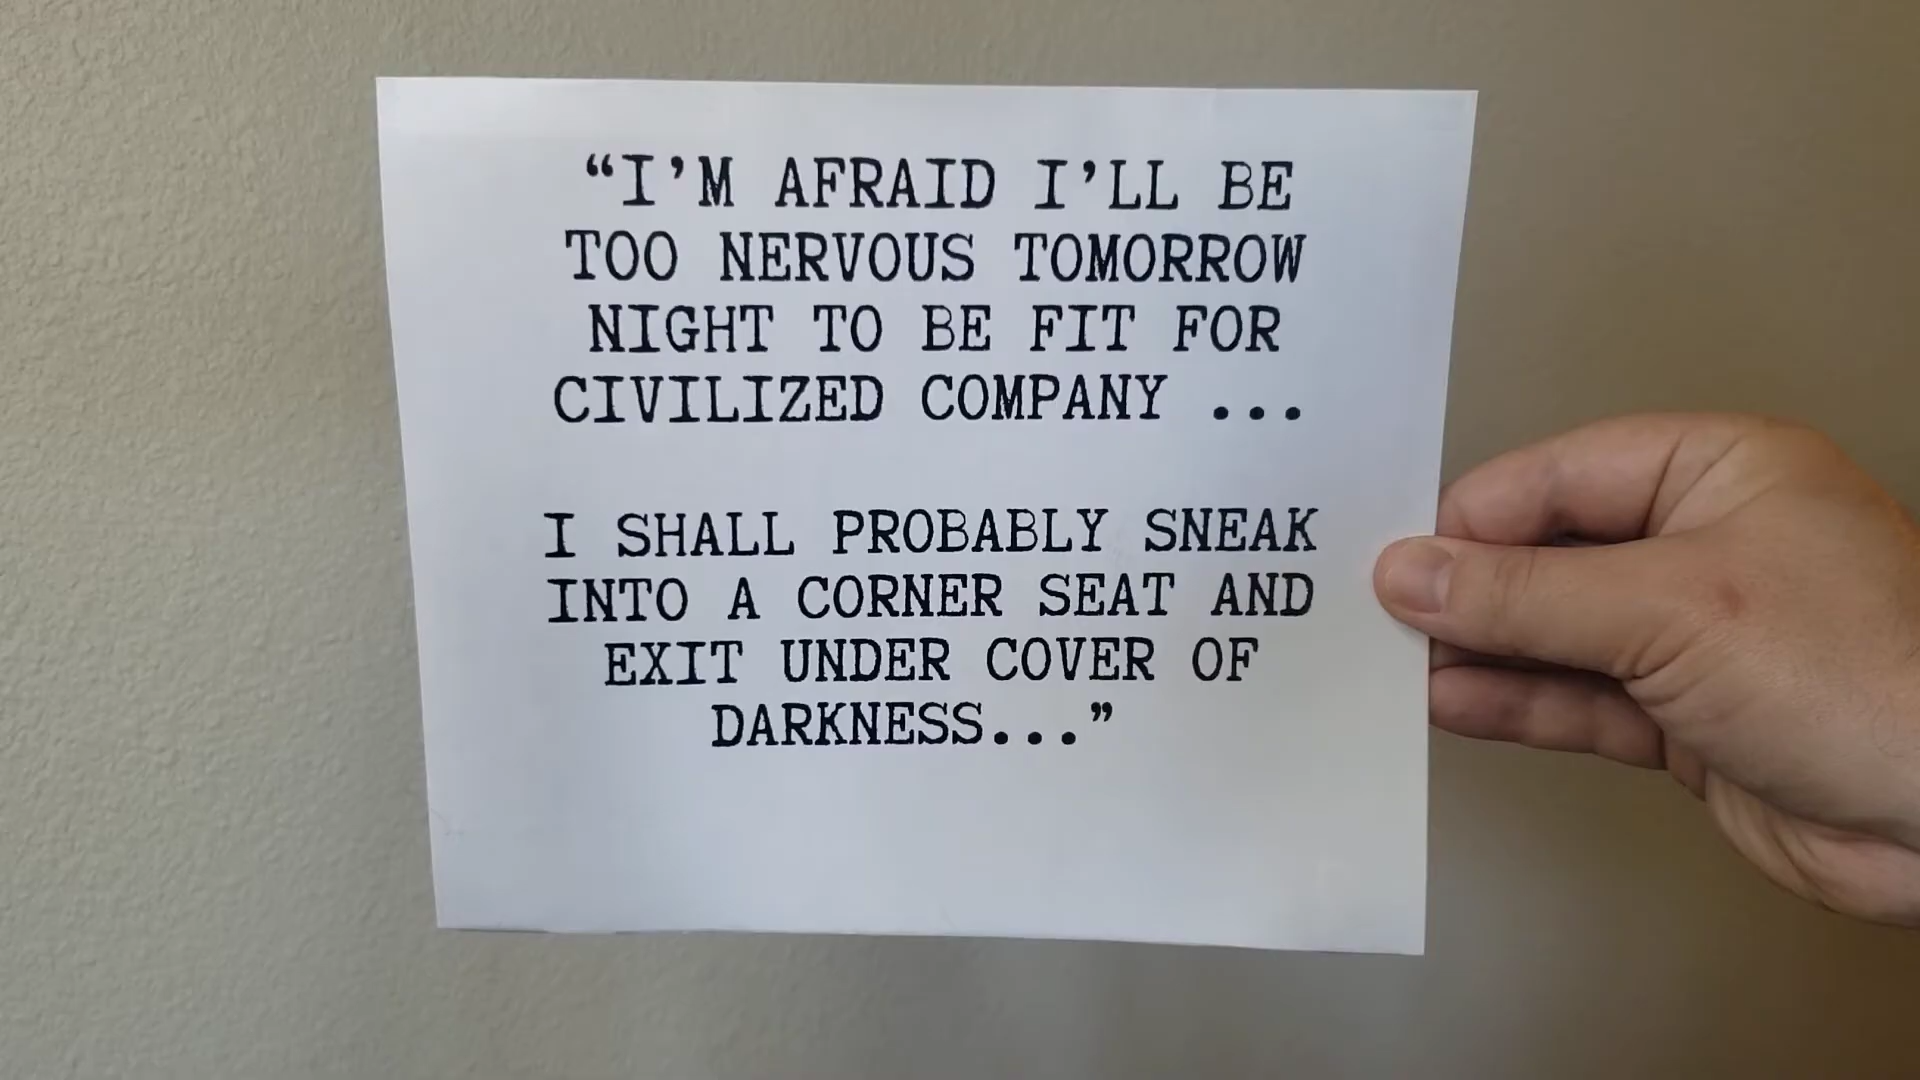 “I’M AFRAID I’LL BE
TOO NERVOUS TOMORROW
NIGHT TO BE FIT FOR
CIVILIZED COMPANY ...
I SHALL PROBABLY SNEAK
INTO A CORNER SEAT AND
EXIT UNDER COVER OF
DARKNESS...”